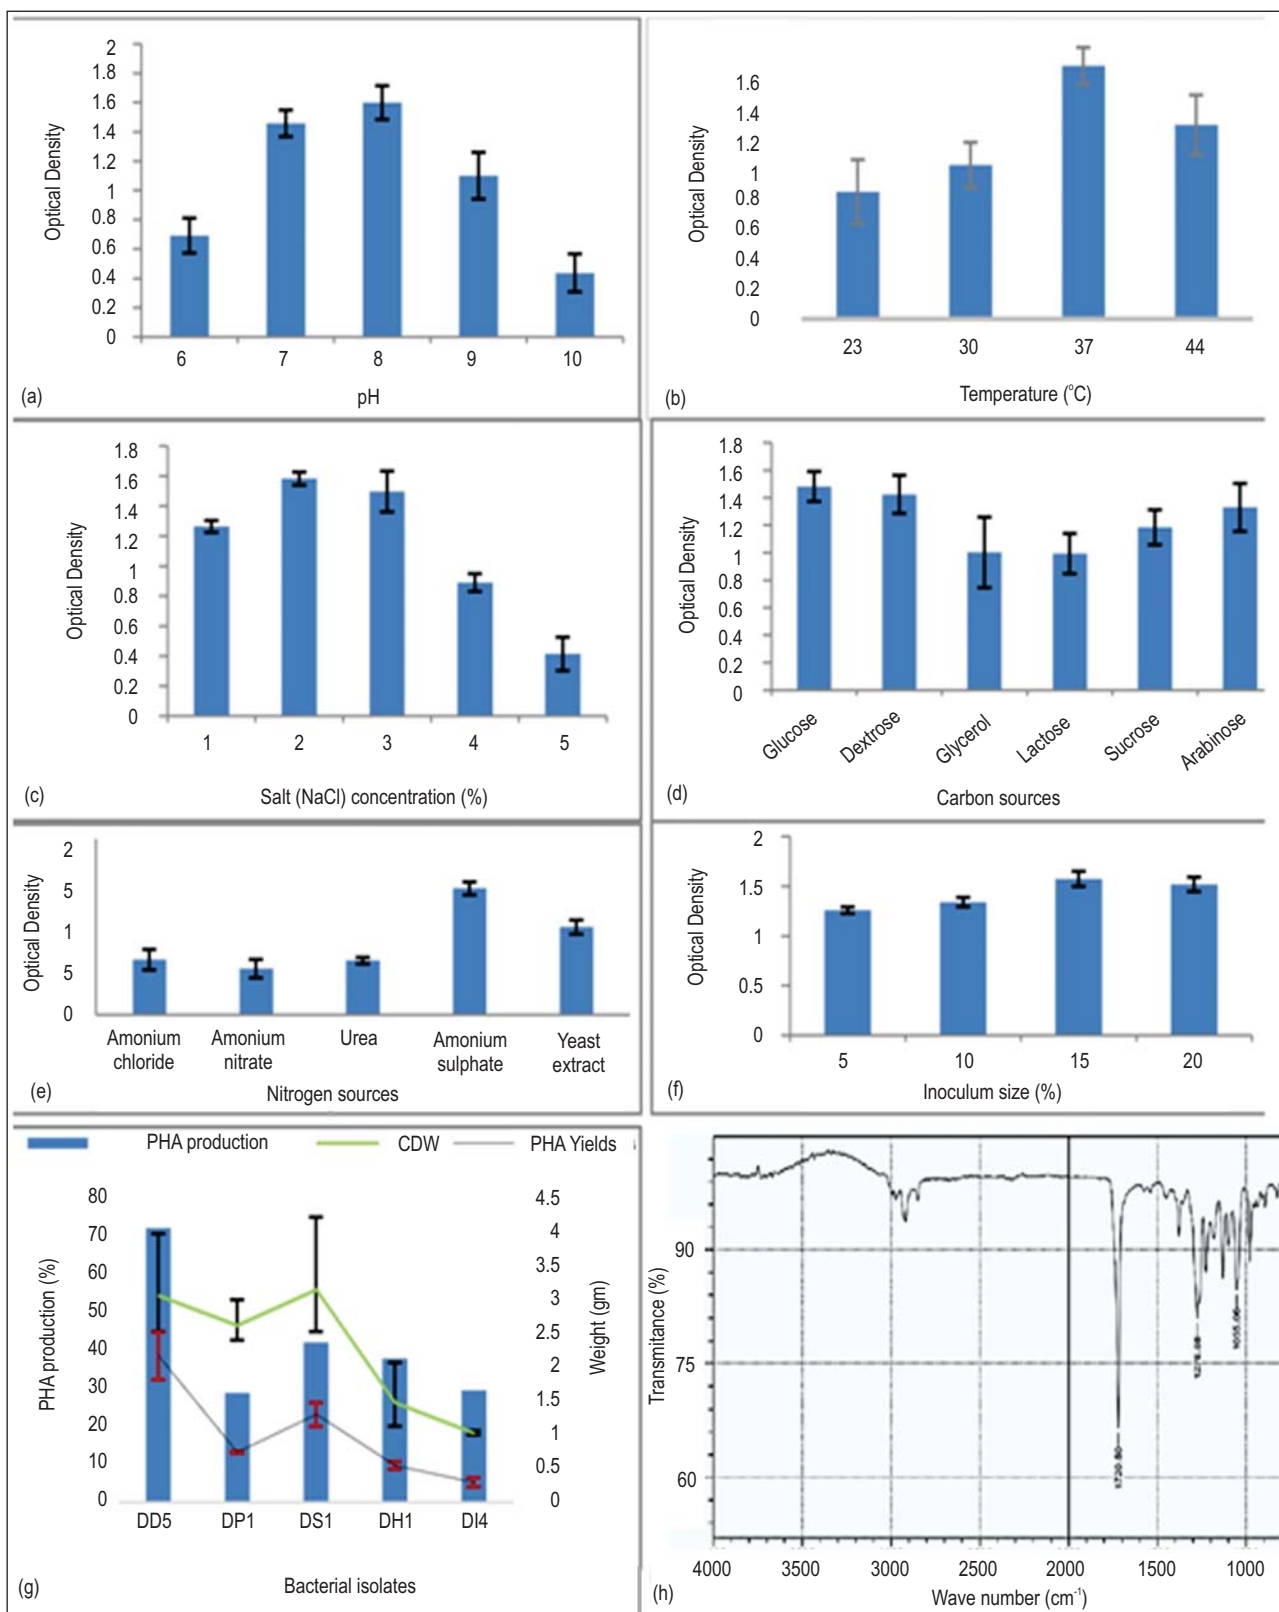 2
1.8
1.6
1.4
1.2
1
0.8
0.6
0.4
0.2
0
Optical Density
6 7 8 9 10
(a)
pH
1.6
1.4
1.2
1
0.8
0.6
0.4
0.2
0
Optical Density
23 30 37 44
(b)
Temperature (°C)
1.8
1.6
1.4
1.2
1
0.8
0.6
0.4
0.2
0
Optical Density
1 2 3 4 5
(c)
Salt (NaCl) concentration (%)
1.8
1.6
1.4
1.2
1
0.8
0.6
0.4
0.2
0
Optical Density
Glucose Dextrose Glycerol Lactose Sucrose Arabinose
(d)
Carbon sources
2
5
1
5
0
Optical Density
Amonium Amonium Urea Amonium Yeast
chloride nitrate sulphate extract
(e)
Nitrogen sources
2
1.5
1
0.5
0
Optical Density
5 10 15 20
(f)
Inoculum size (%)
PHA production CDW PHA Yields
80
70
60
50
40
30
20
10
0
PHA production (%)
4.5
4
3.5
3
2.5
2
1.5
1
0.5
0
Weight (gm)
DD5 DP1 DS1 DH1 DI4
(g)
Bacterial isolates
90
75
60
Transmitance (%)
1720.50
4000 3500 3000 2500 2000 1500 1000
(h)
Wave number (cm⁻¹)